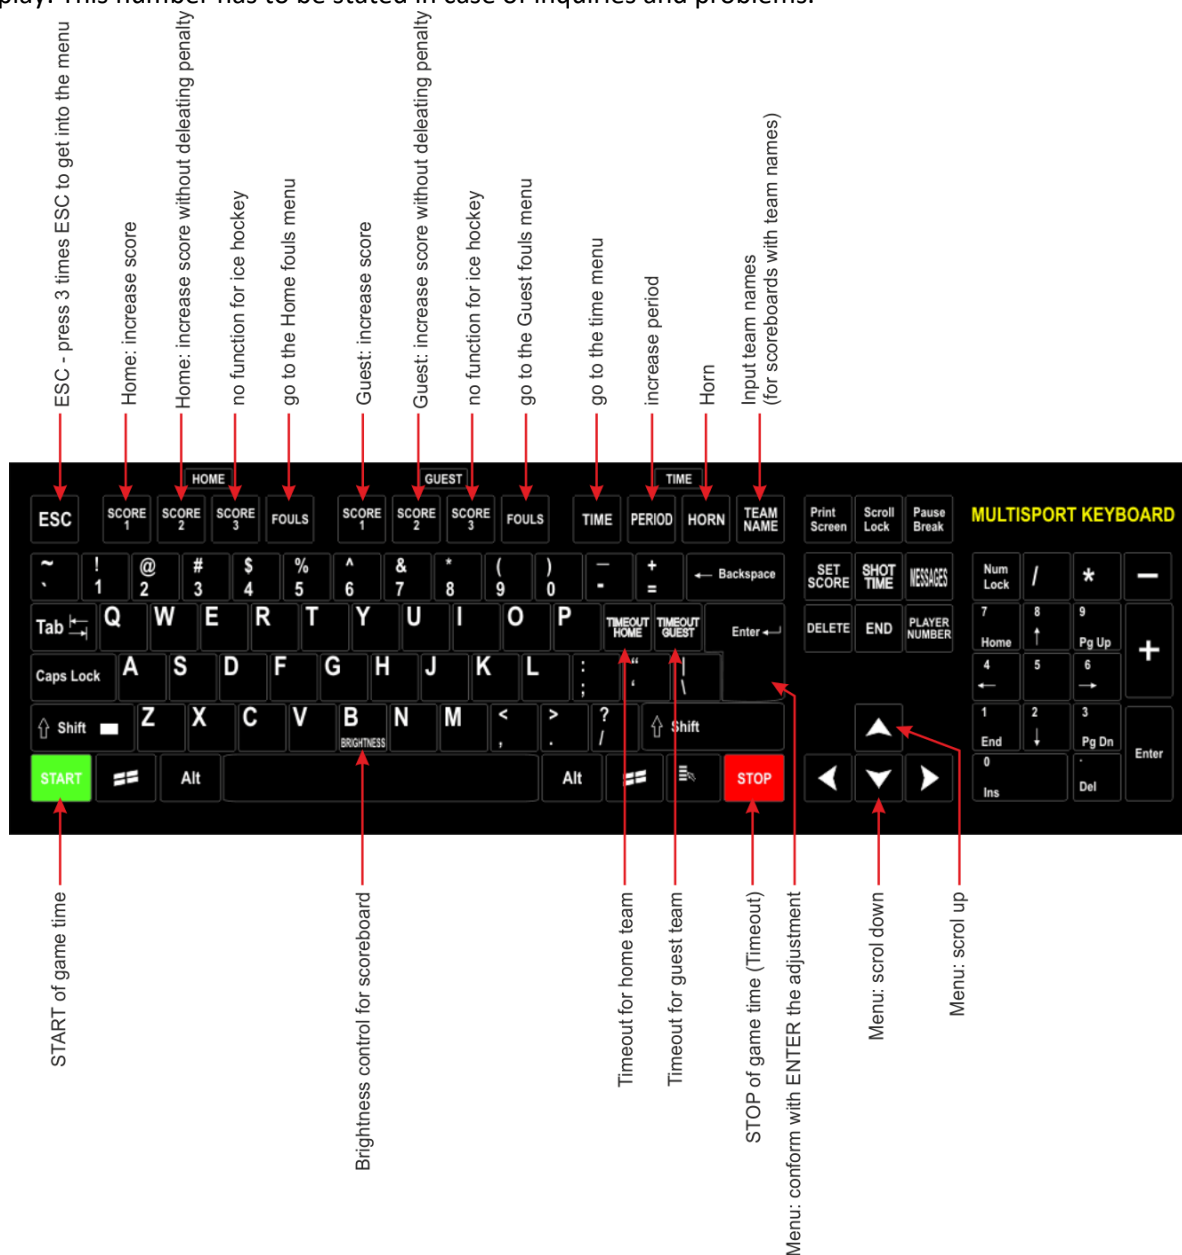 play. This number has to be stated in case of inquiries and problems.
ESC - press 3 times ESC to get into the menu
Home: increase score
Home: increase score without deleating penalty
no function for ice hockey
go to the Home fouls menu
Guest: increase score
Guest: increase score without deleating penalty
no function for ice hockey
go to the Guest fouls menu
go to the time menu
increase period
Horn
Input team names
(for scoreboards with team names)
HOME GUEST TIME
ESC SCORE 1 SCORE 2 SCORE 3 FOULS SCORE 1 SCORE 2 SCORE 3 FOULS TIME PERIOD HORN TEAM NAME Print Screen Scroll Lock Pause Break MULTISPORT KEYBOARD
~ ` ! 1 @ 2 # 3 $ 4 % 5 ^ 6 & 7 * 8 ( 9 ) 0 — - + = ← Backspace SET SCORE SHOT TIME MESSAGES Num Lock / * −
Tab Q W E R T Y U I O P TIMEOUT HOME TIMEOUT GUEST Enter DELETE END PLAYER NUMBER 7 Home 8 ↑ 9 Pg Up +
Caps Lock A S D F G H J K L : ; “ ‘ | \ 4 ← 5 6 →
⇧ Shift Z X C V B BRIGHTNESS N M < , > . ? / ⇧ Shift 1 End 2 ↓ 3 Pg Dn Enter
START Alt Alt STOP 0 Ins . Del
START of game time
Brightness control for scoreboard
Timeout for home team
Timeout for guest team
STOP of game time (Timeout)
Menu: conform with ENTER the adjustment
Menu: scrol down
Menu: scrol up